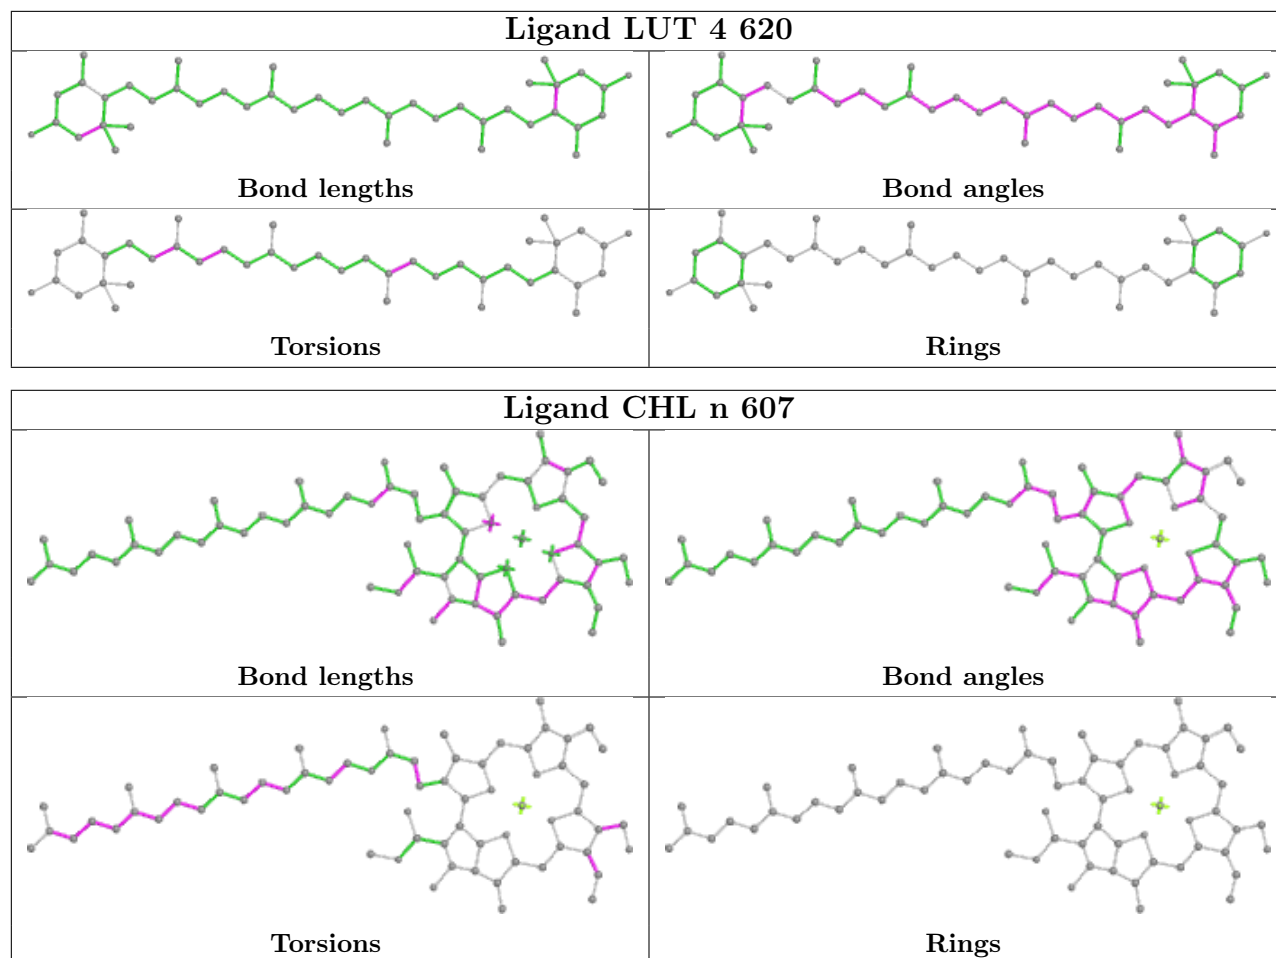 Ligand LUT 4 620
Bond lengths
Bond angles
Torsions
Rings
Ligand CHL n 607
Bond lengths
Bond angles
Torsions
Rings